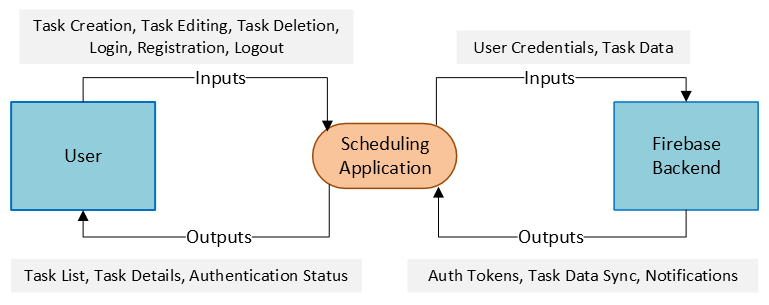 Task Creation, Task Editing, Task Deletion,
Login, Registration, Logout
User Credentials, Task Data
Inputs
Inputs
User
Scheduling
Application
Firebase
Backend
Outputs
Outputs
Task List, Task Details, Authentication Status
Auth Tokens, Task Data Sync, Notifications